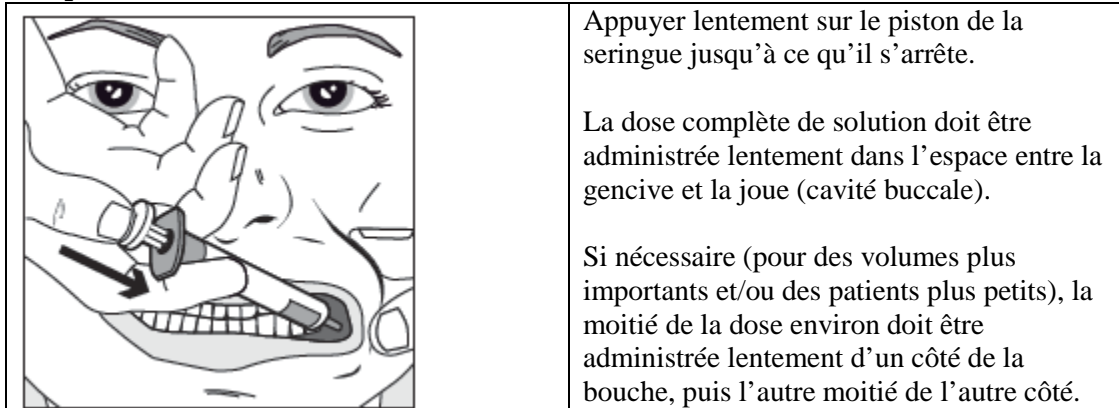 Appuyer lentement sur le piston de la
seringue jusqu’à ce qu’il s’arrête.
La dose complète de solution doit être
administrée lentement dans l’espace entre la
gencive et la joue (cavité buccale).
Si nécessaire (pour des volumes plus
importants et/ou des patients plus petits), la
moitié de la dose environ doit être
administrée lentement d’un côté de la
bouche, puis l’autre moitié de l’autre côté.